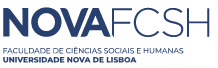 NOVAFCSH
FACULDADE DE CIÊNCIAS SOCIAIS E HUMANAS
UNIVERSIDADE NOVA DE LISBOA